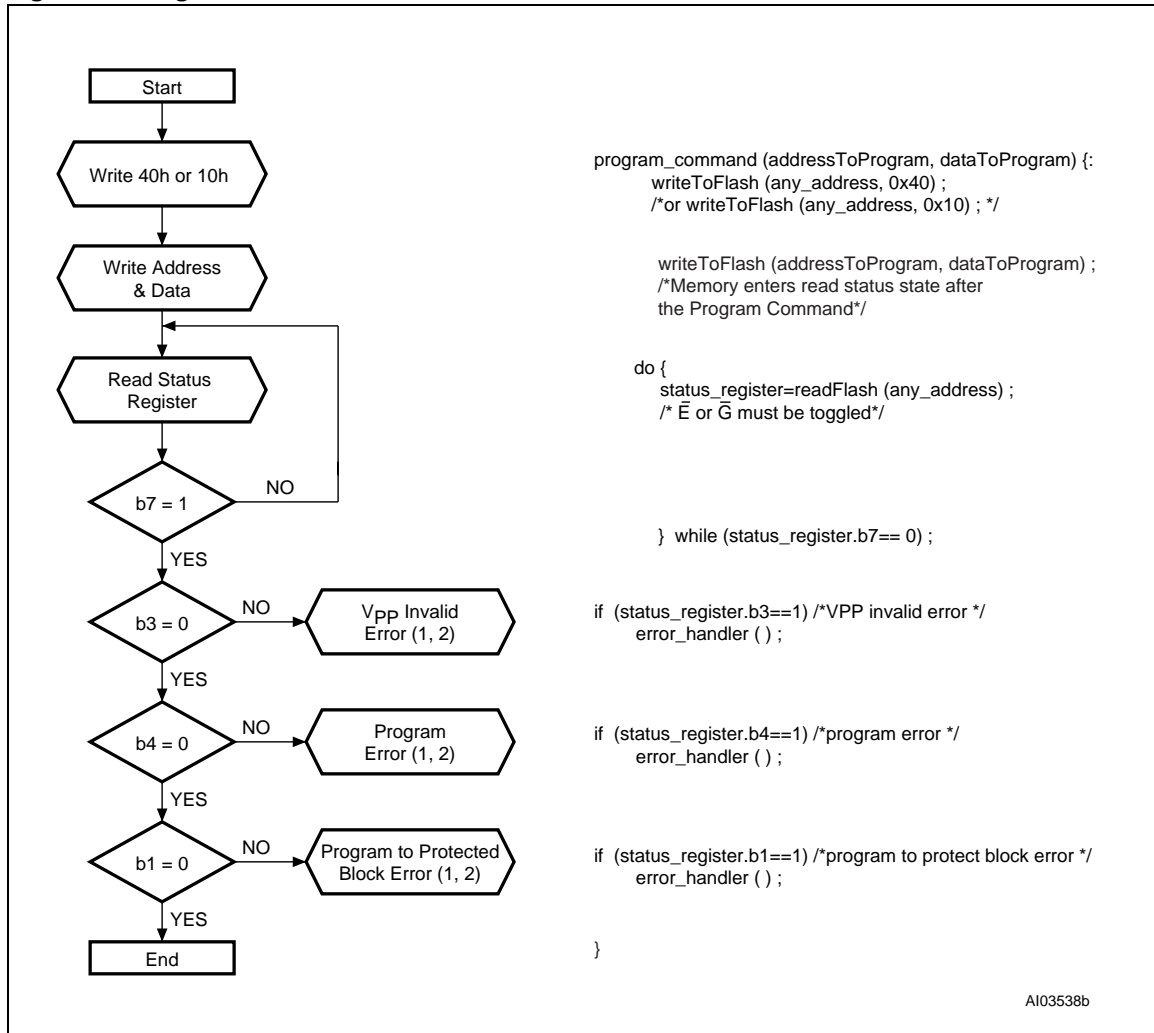 Start
Write 40h or 10h
program_command (addressToProgram, dataToProgram) {:
writeToFlash (any_address, 0x40) ;
/*or writeToFlash (any_address, 0x10) ; */
Write Address
& Data
writeToFlash (addressToProgram, dataToProgram) ;
/*Memory enters read status state after
the Program Command*/
Read Status
Register
do {
status_register=readFlash (any_address) ;
/* E̅ or G̅ must be toggled*/
b7 = 1
NO
YES
} while (status_register.b7== 0) ;
b3 = 0
NO
YES
VPP Invalid
Error (1, 2)
if (status_register.b3==1) /*VPP invalid error */
error_handler ( ) ;
b4 = 0
NO
YES
Program
Error (1, 2)
if (status_register.b4==1) /*program error */
error_handler ( ) ;
b1 = 0
NO
YES
Program to Protected
Block Error (1, 2)
if (status_register.b1==1) /*program to protect block error */
error_handler ( ) ;
End
}
AI03538b